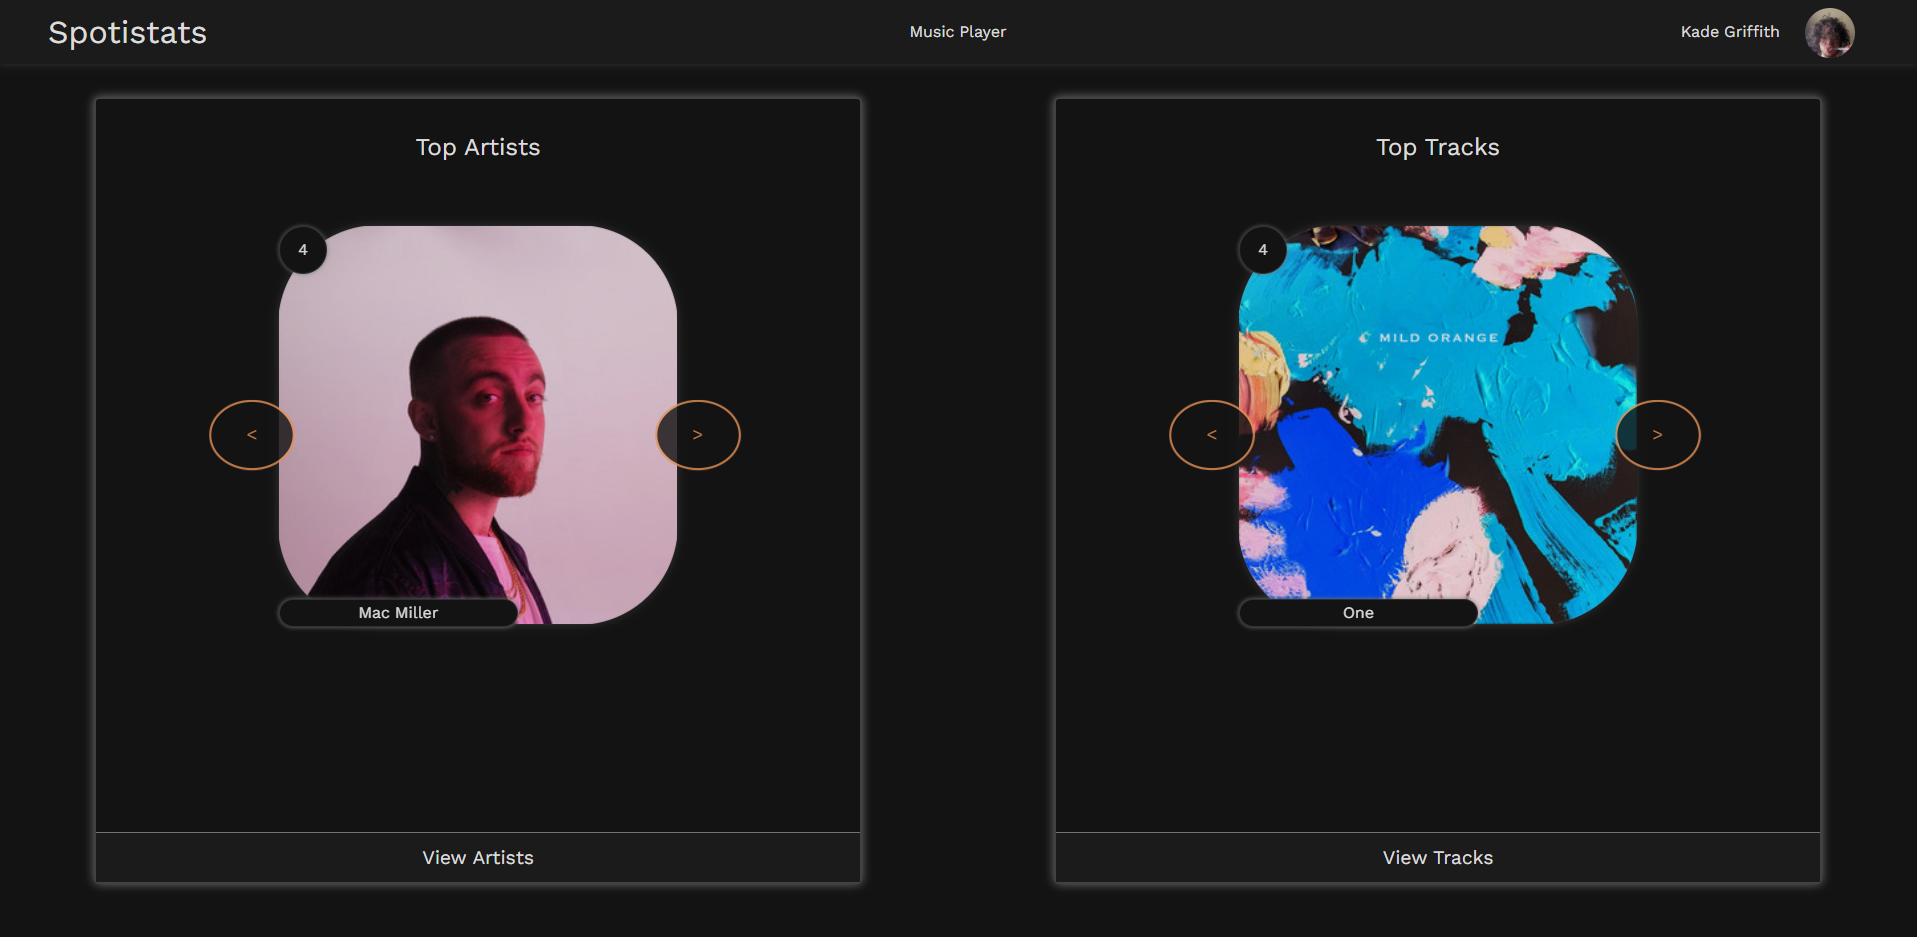 Spotistats
Music Player
Kade Griffith
Top Artists
4
<
>
Mac Miller
View Artists
Top Tracks
4
MILD ORANGE
<
>
One
View Tracks